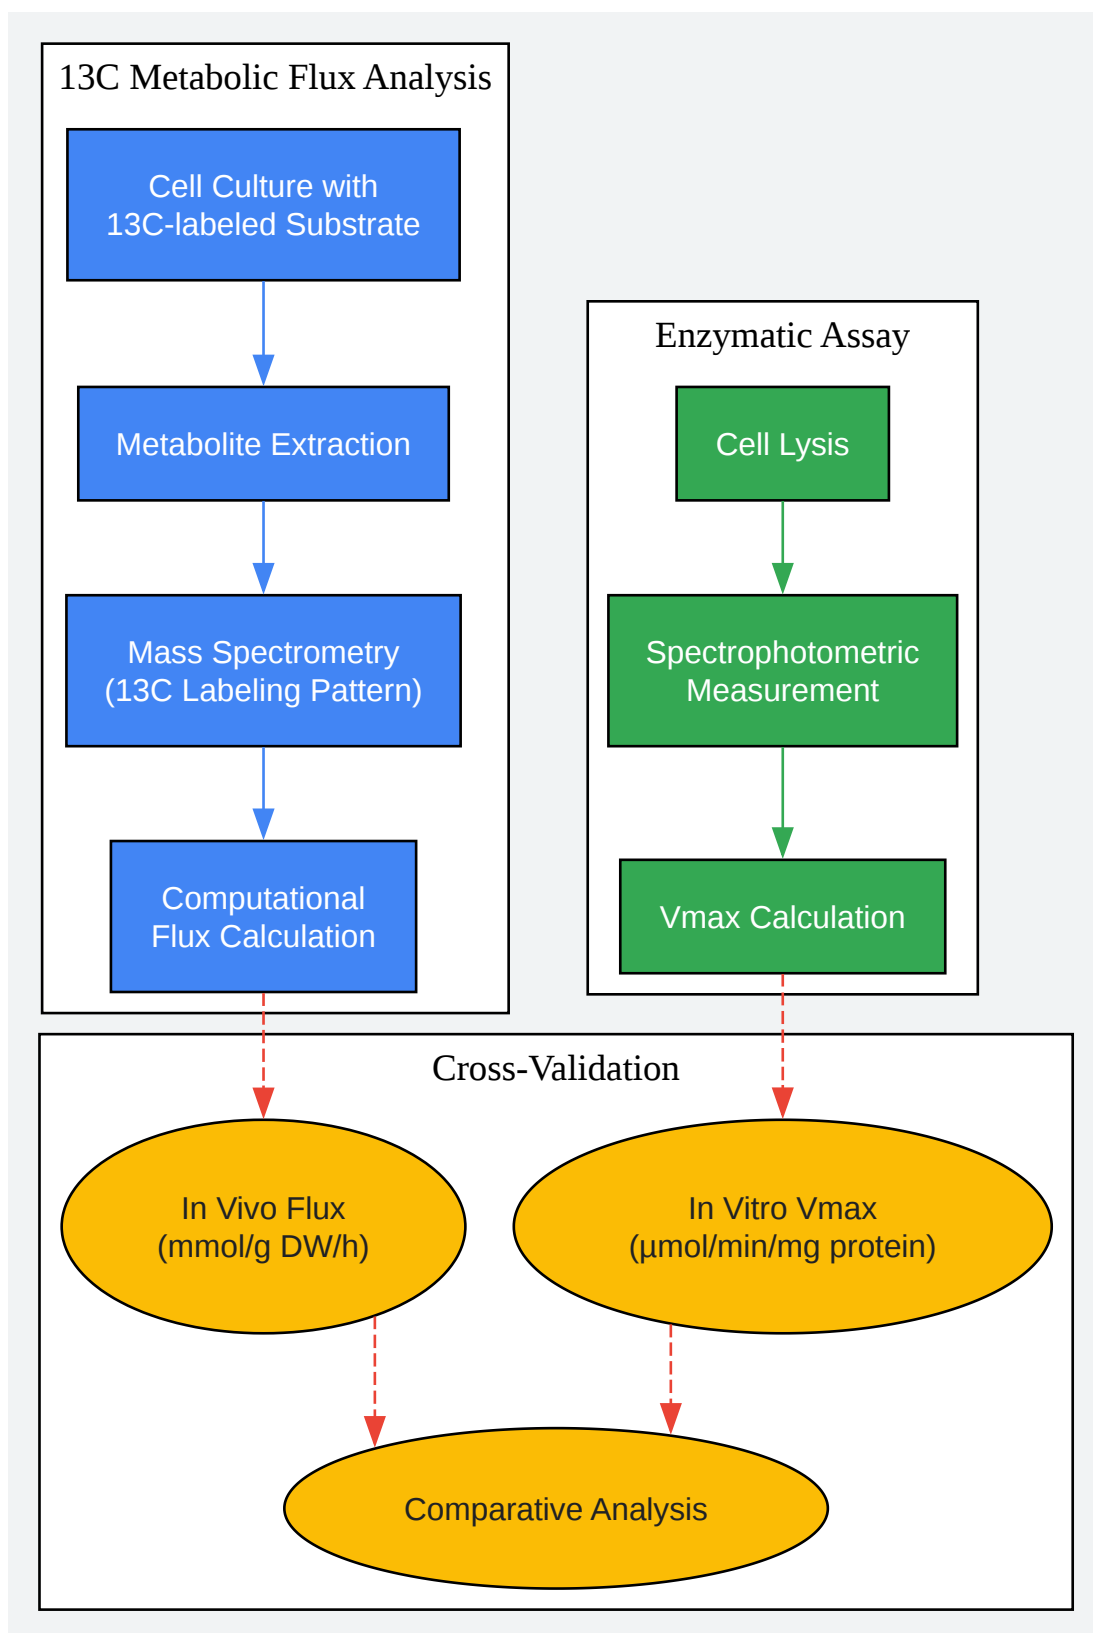 13C Metabolic Flux Analysis
Cell Culture with
13C-labeled Substrate
Metabolite Extraction
Mass Spectrometry
(13C Labeling Pattern)
Computational
Flux Calculation
Enzymatic Assay
Cell Lysis
Spectrophotometric
Measurement
Vmax Calculation
Cross-Validation
In Vivo Flux
(mmol/g DW/h)
In Vitro Vmax
(µmol/min/mg protein)
Comparative Analysis